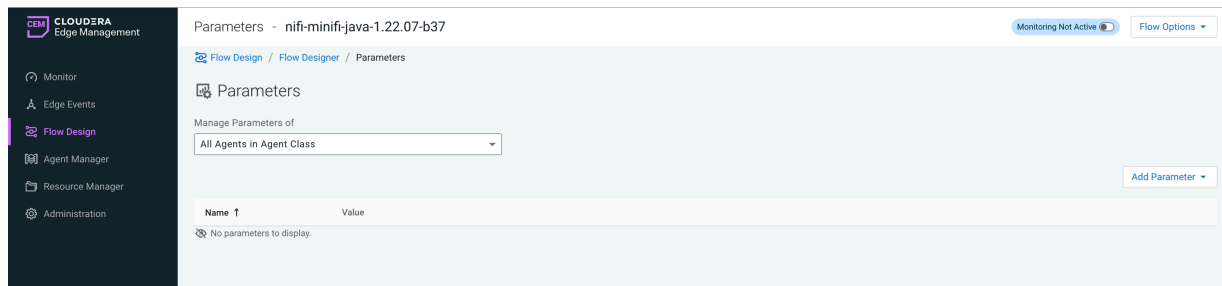 CEM CLOUDERA
Edge Management
Parameters - nifi-minifi-java-1.22.07-b37
Monitoring Not Active
Flow Options
Flow Design / Flow Designer / Parameters
Monitor
Edge Events
Flow Design
Agent Manager
Resource Manager
Administration
Parameters
Manage Parameters of
All Agents in Agent Class
Add Parameter
Name ↑ Value
No parameters to display.